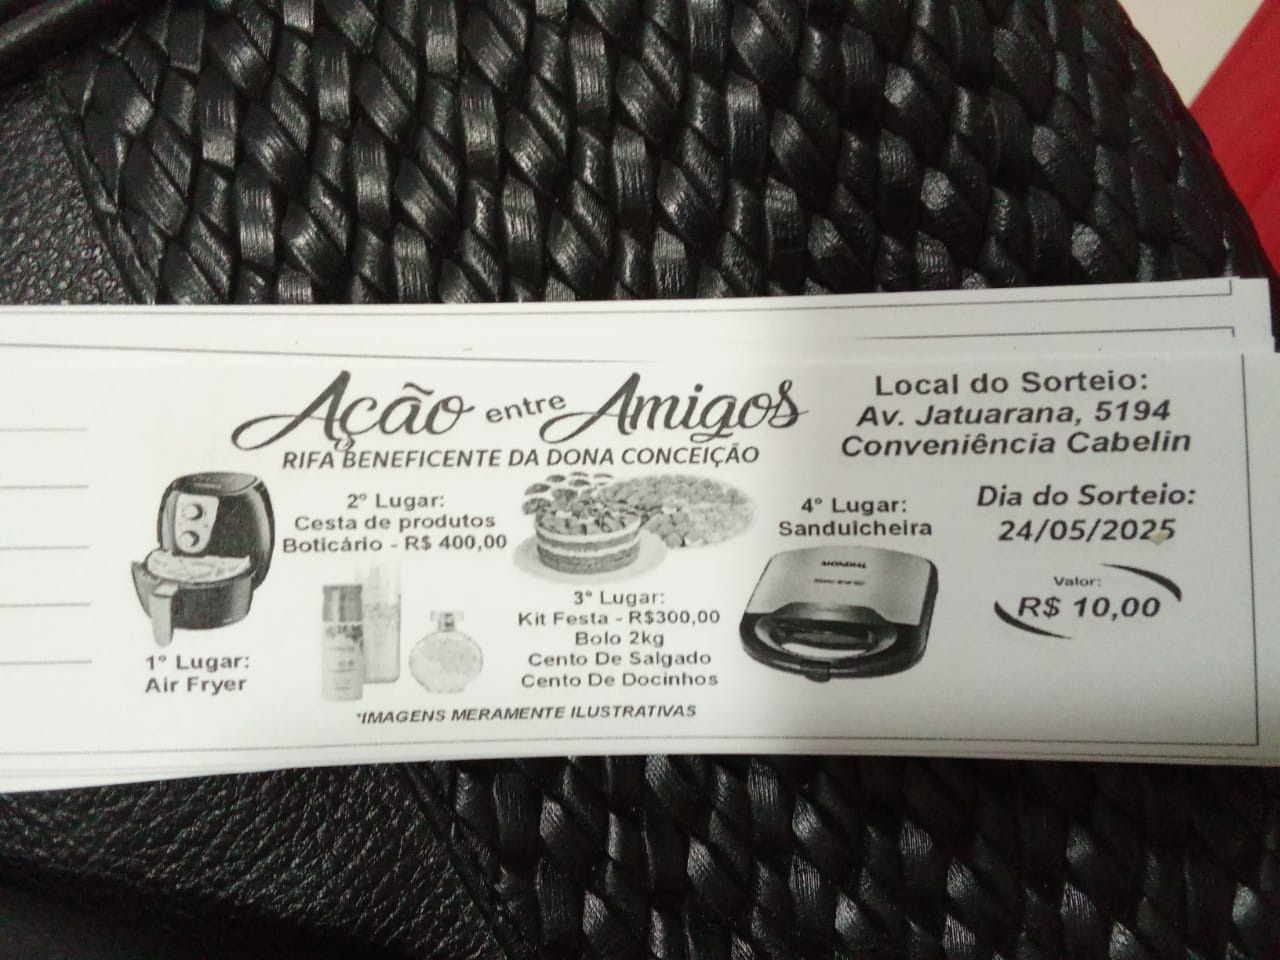 Ação entre Amigos
RIFA BENEFICENTE DA DONA CONCEIÇÃO
1º Lugar:
Air Fryer
2º Lugar:
Cesta de produtos
Boticário - R$ 400,00
3º Lugar:
Kit Festa - R$300,00
Bolo 2kg
Cento De Salgado
Cento De Docinhos
4º Lugar:
Sanduicheira
MONDIAL
*IMAGENS MERAMENTE ILUSTRATIVAS
Local do Sorteio:
Av. Jatuarana, 5194
Conveniência Cabelin
Dia do Sorteio:
24/05/2025
Valor:
R$ 10,00